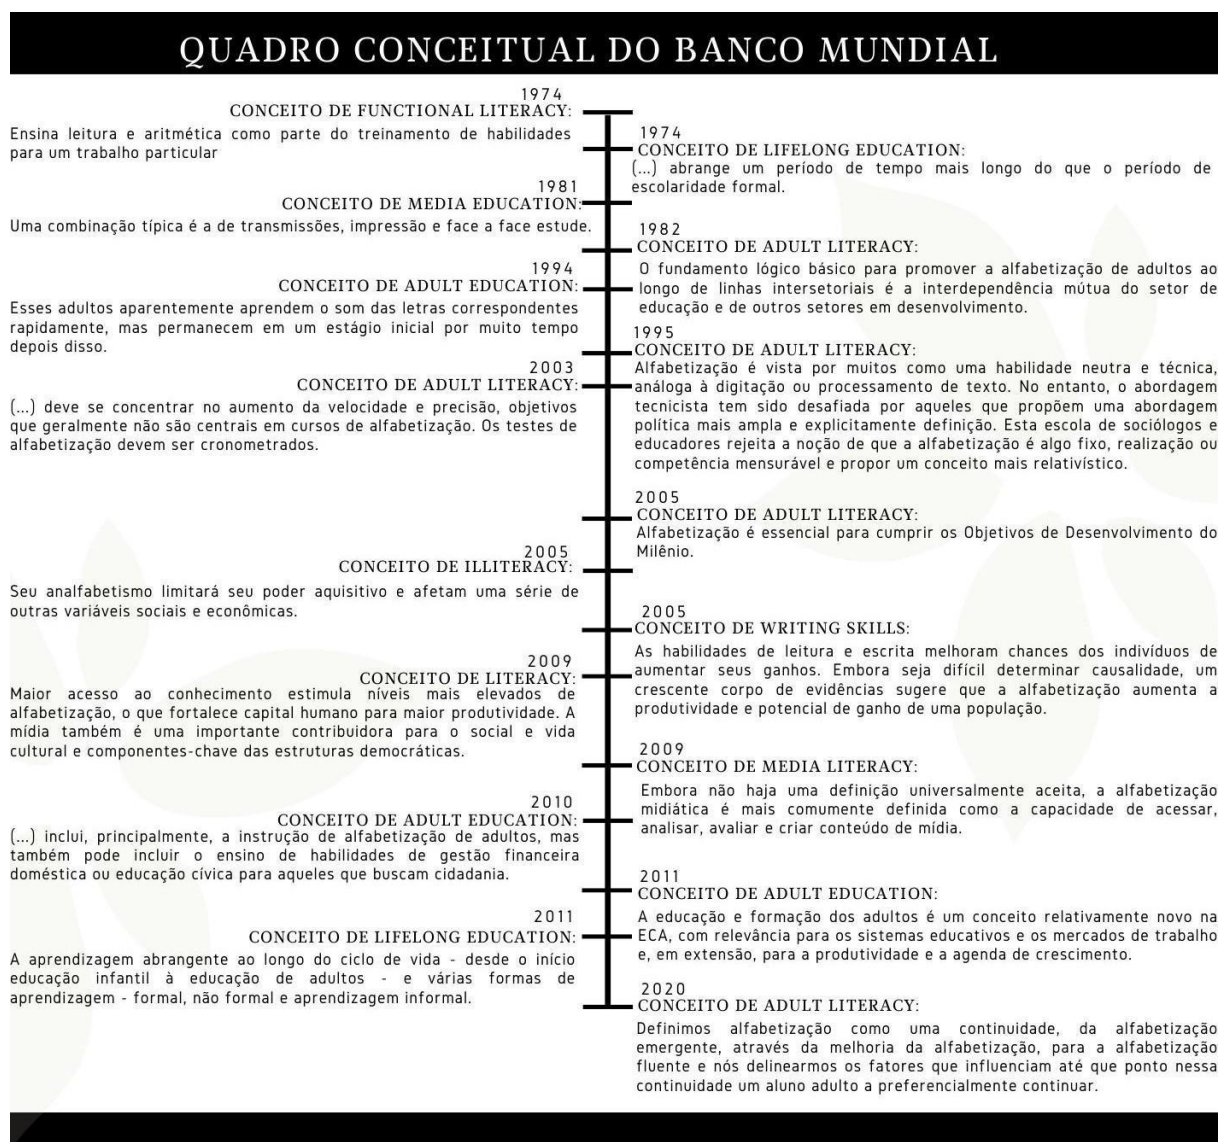 QUADRO CONCEITUAL DO BANCO MUNDIAL
1974
CONCEITO DE FUNCTIONAL LITERACY:
Ensina leitura e aritmética como parte do treinamento de habilidades
para um trabalho particular
1974
CONCEITO DE LIFELONG EDUCATION:
(...) abrange um período de tempo mais longo do que o período de
escolaridade formal.
1981
CONCEITO DE MEDIA EDUCATION:
Uma combinação típica é a de transmissões, impressão e face a face estude.
1982
CONCEITO DE ADULT LITERACY:
O fundamento lógico básico para promover a alfabetização de adultos ao
longo de linhas intersetoriais é a interdependência mútua do setor de
educação e de outros setores em desenvolvimento.
1994
CONCEITO DE ADULT EDUCATION:
Esses adultos aparentemente aprendem o som das letras correspondentes
rapidamente, mas permanecem em um estágio inicial por muito tempo
depois disso.
1995
CONCEITO DE ADULT LITERACY:
Alfabetização é vista por muitos como uma habilidade neutra e técnica,
análoga à digitação ou processamento de texto. No entanto, o abordagem
tecnicista tem sido desafiada por aqueles que propõem uma abordagem
política mais ampla e explicitamente definição. Esta escola de sociólogos e
educadores rejeita a noção de que a alfabetização é algo fixo, realização ou
competência mensurável e propor um conceito mais relativístico.
2003
CONCEITO DE ADULT LITERACY:
(...) deve se concentrar no aumento da velocidade e precisão, objetivos
que geralmente não são centrais em cursos de alfabetização. Os testes de
alfabetização devem ser cronometrados.
2005
CONCEITO DE ADULT LITERACY:
Alfabetização é essencial para cumprir os Objetivos de Desenvolvimento do
Milênio.
2005
CONCEITO DE ILLITERACY:
Seu analfabetismo limitará seu poder aquisitivo e afetam uma série de
outras variáveis sociais e econômicas.
2005
CONCEITO DE WRITING SKILLS:
As habilidades de leitura e escrita melhoram chances dos indivíduos de
aumentar seus ganhos. Embora seja difícil determinar causalidade, um
crescente corpo de evidências sugere que a alfabetização aumenta a
produtividade e potencial de ganho de uma população.
2009
CONCEITO DE LITERACY:
Maior acesso ao conhecimento estimula níveis mais elevados de
alfabetização, o que fortalece capital humano para maior produtividade. A
mídia também é uma importante contribuidora para o social e vida
cultural e componentes-chave das estruturas democráticas.
2009
CONCEITO DE MEDIA LITERACY:
Embora não haja uma definição universalmente aceita, a alfabetização
midiática é mais comumente definida como a capacidade de acessar,
analisar, avaliar e criar conteúdo de mídia.
2010
CONCEITO DE ADULT EDUCATION:
(...) inclui, principalmente, a instrução de alfabetização de adultos, mas
também pode incluir o ensino de habilidades de gestão financeira
doméstica ou educação cívica para aqueles que buscam cidadania.
2011
CONCEITO DE ADULT EDUCATION:
A educação e formação dos adultos é um conceito relativamente novo na
ECA, com relevância para os sistemas educativos e os mercados de trabalho
e, em extensão, para a produtividade e a agenda de crescimento.
2011
CONCEITO DE LIFELONG EDUCATION:
A aprendizagem abrangente ao longo do ciclo de vida - desde o início
educação infantil à educação de adultos - e várias formas de
aprendizagem - formal, não formal e aprendizagem informal.
2020
CONCEITO DE ADULT LITERACY:
Definimos alfabetização como uma continuidade, da alfabetização
emergente, através da melhoria da alfabetização, para a alfabetização
fluente e nós delinearmos os fatores que influenciam até que ponto nessa
continuidade um aluno adulto a preferencialmente continuar.